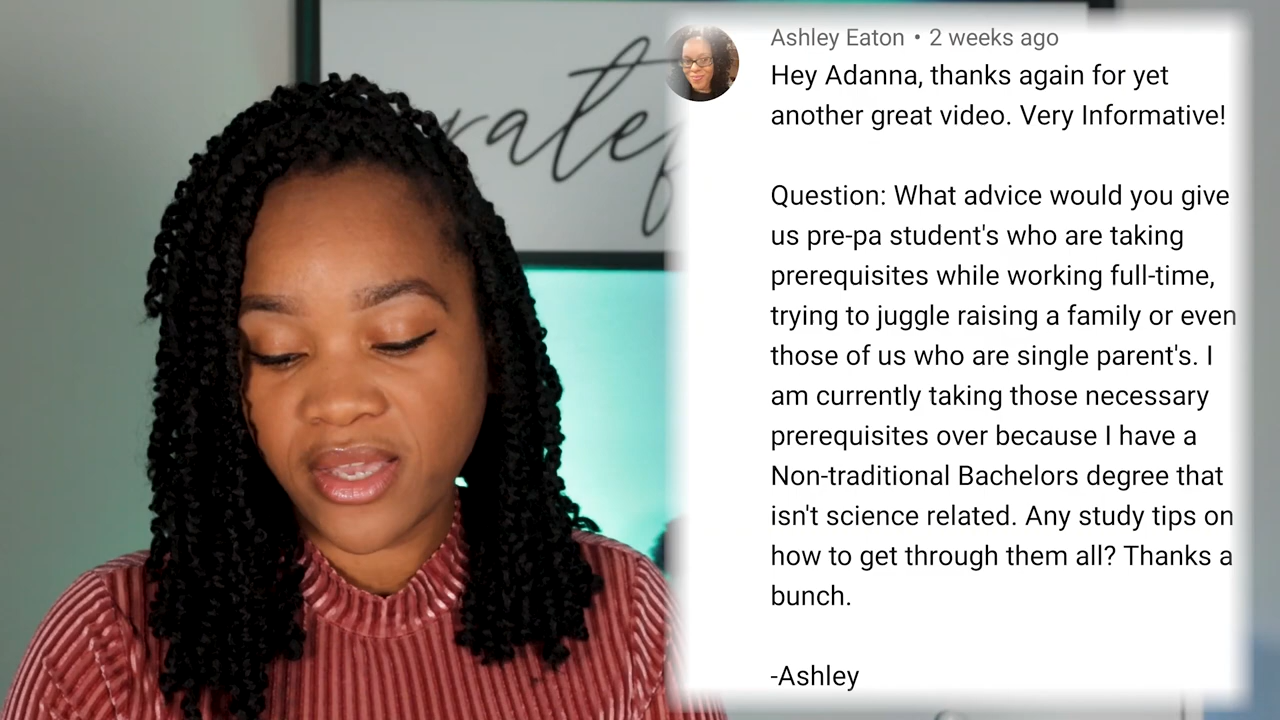 Ashley Eaton • 2 weeks ago
Hey Adanna, thanks again for yet
another great video. Very Informative!
Question: What advice would you give
us pre-pa student's who are taking
prerequisites while working full-time,
trying to juggle raising a family or even
those of us who are single parent's. I
am currently taking those necessary
prerequisites over because I have a
Non-traditional Bachelors degree that
isn't science related. Any study tips on
how to get through them all? Thanks a
bunch.
-Ashley